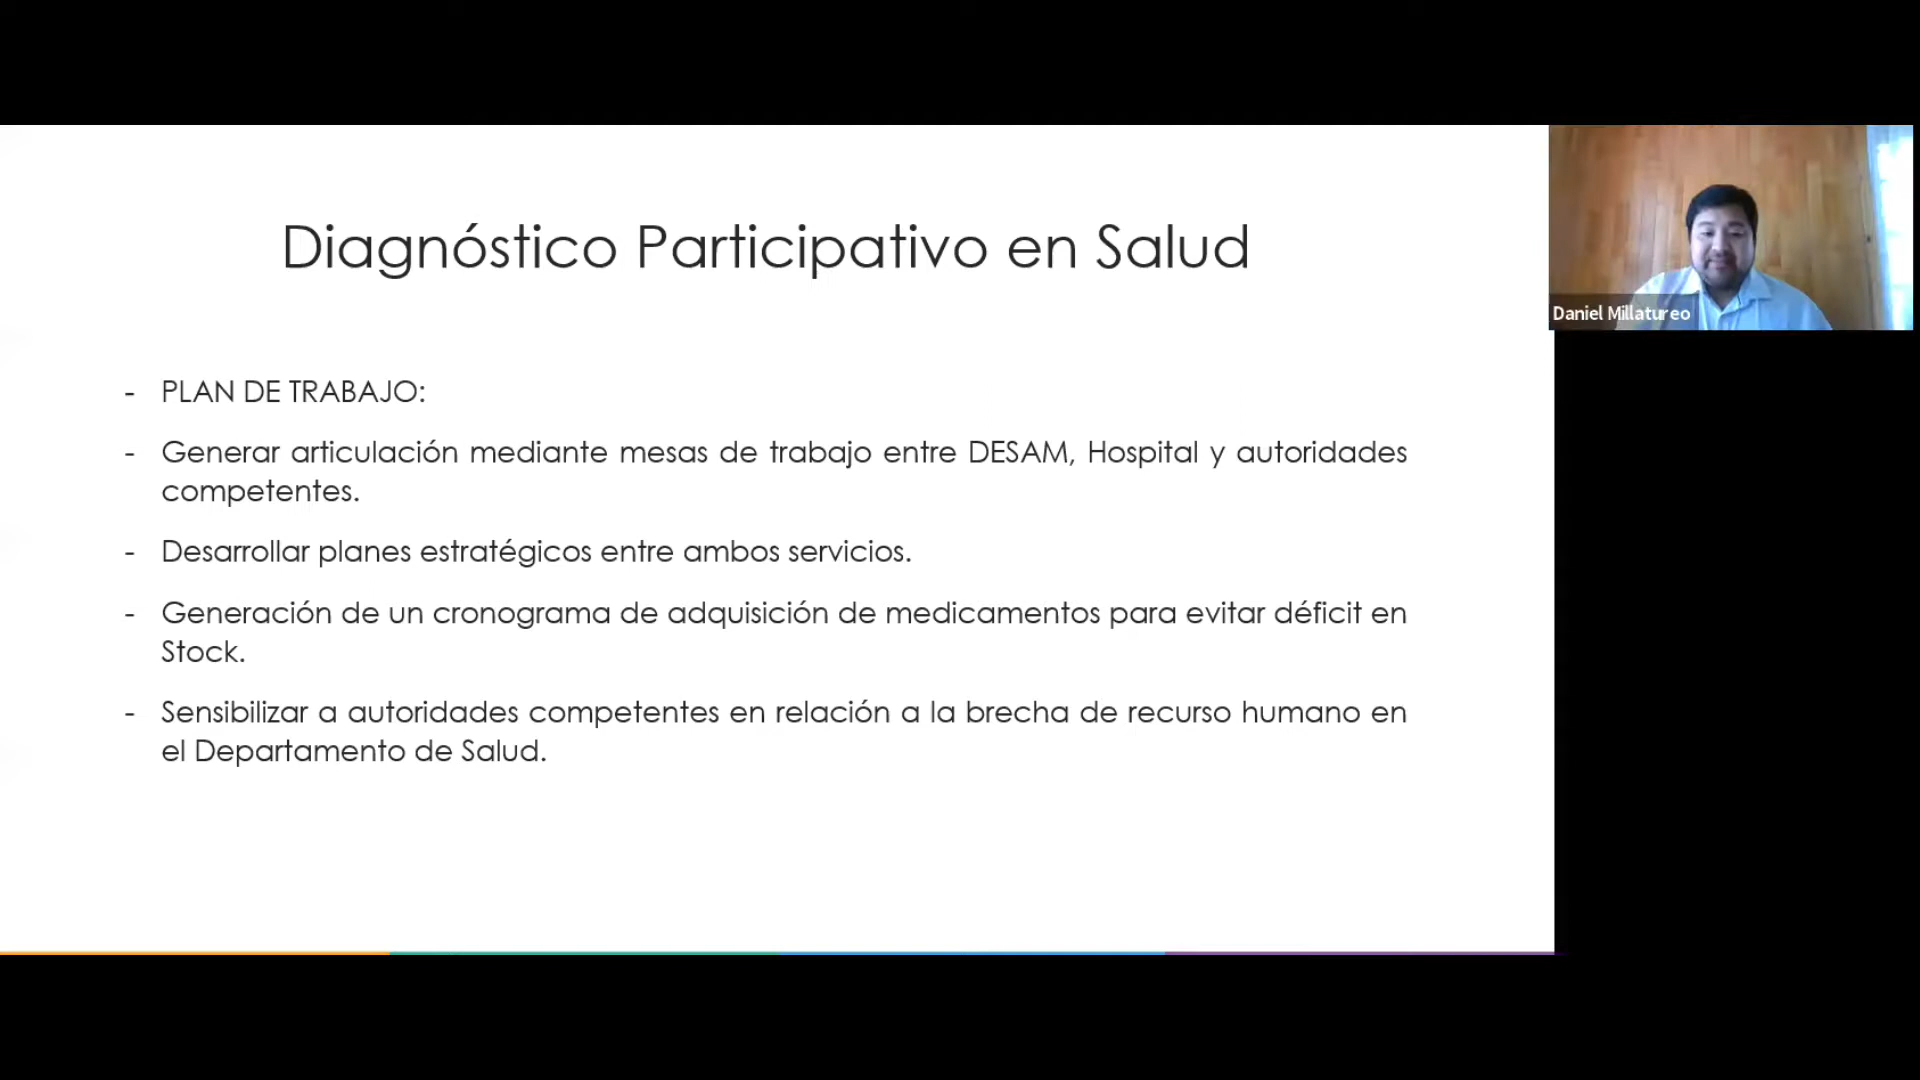 Diagnóstico Participativo en Salud
Daniel Millatureo
- PLAN DE TRABAJO:
- Generar articulación mediante mesas de trabajo entre DESAM, Hospital y autoridades
competentes.
- Desarrollar planes estratégicos entre ambos servicios.
- Generación de un cronograma de adquisición de medicamentos para evitar déficit en
Stock.
- Sensibilizar a autoridades competentes en relación a la brecha de recurso humano en
el Departamento de Salud.